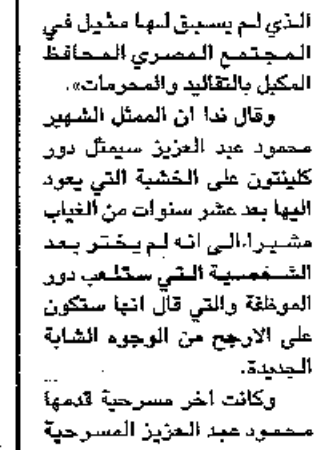 الذي لم يسبق لها مثيل في
المجتمع المصري المحافظ
المكبل بالتقاليد والمحرمات».
وقال ندا ان الممثل الشهير
محمود عبد العزيز سيمثل دور
كلينتون على الخشبة التي يعود
اليها بعد عشر سنوات من الغياب
مشيرا الى انه لم يختر بعد
الشخصية التي ستلعب دور
الموظفة والتي قال انها ستكون
على الارجح من الوجوه الشابة
الجديدة.
وكانت اخر مسرحية قدمها
محمود عبد العزيز المسرحية